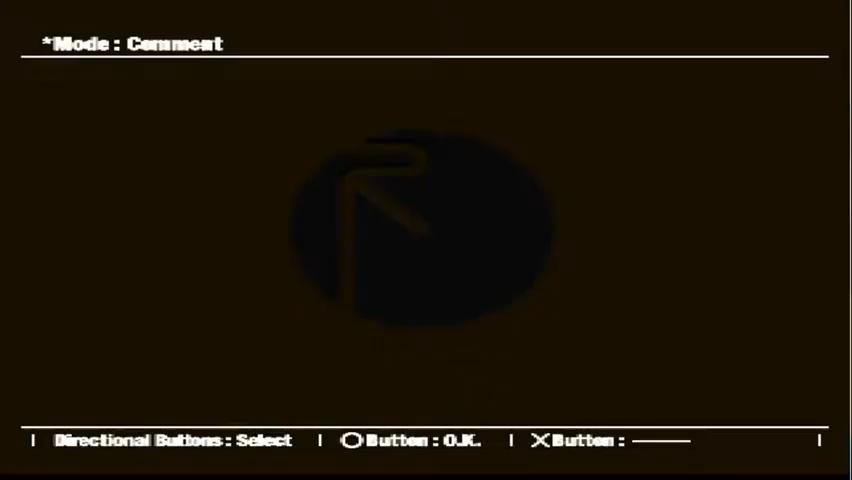 *Mode : Comment
| Directional Buttons : Select | ◯Button : O.K. | ✕Button : ——— |